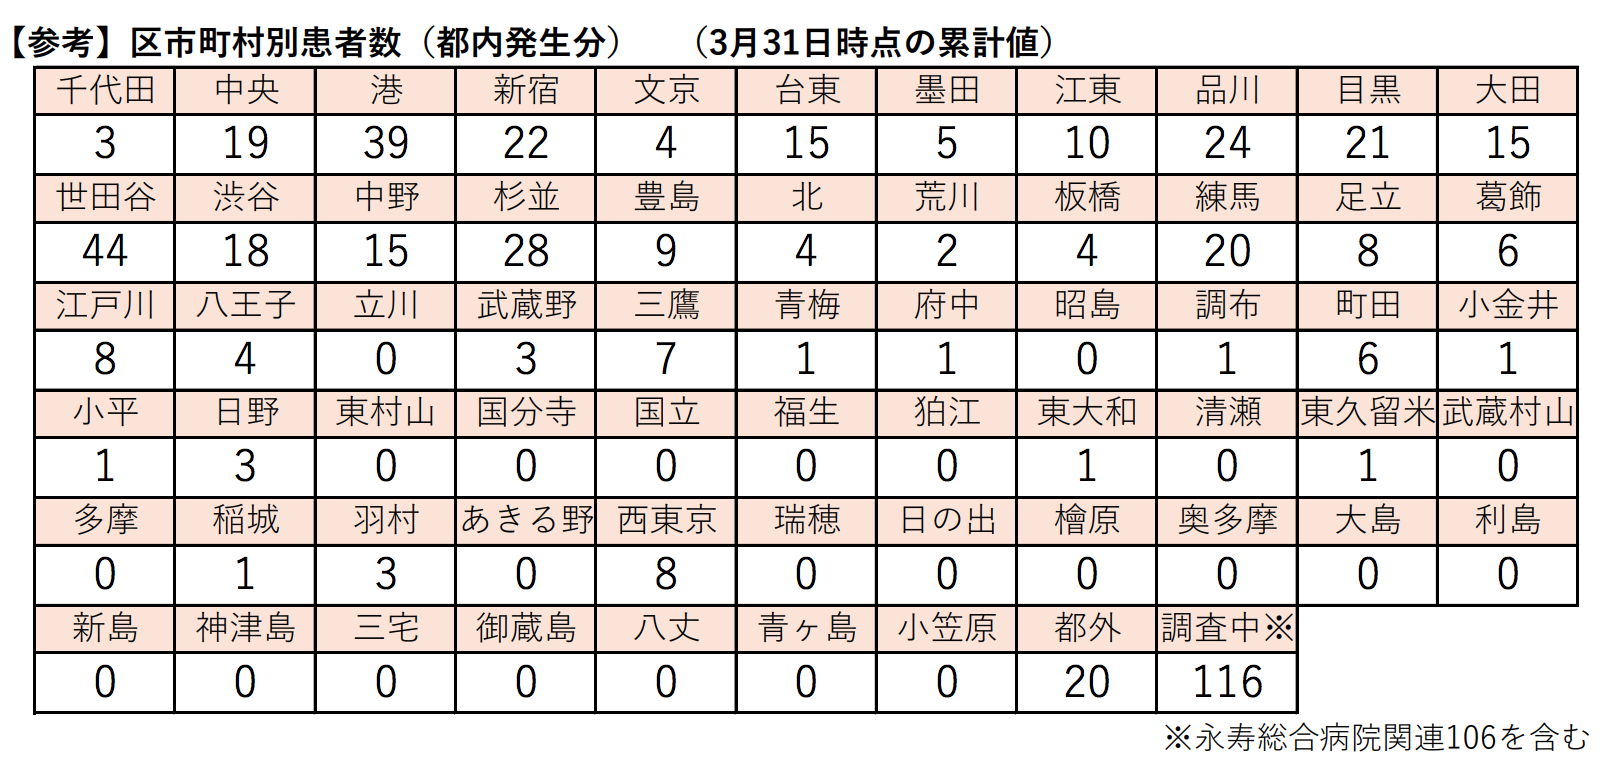 【参考】区市町村別患者数（都内発生分）　（3月31日時点の累計値）
千代田 中央 港 新宿 文京 台東 墨田 江東 品川 目黒 大田
3 19 39 22 4 15 5 10 24 21 15
世田谷 渋谷 中野 杉並 豊島 北 荒川 板橋 練馬 足立 葛飾
44 18 15 28 9 4 2 4 20 8 6
江戸川 八王子 立川 武蔵野 三鷹 青梅 府中 昭島 調布 町田 小金井
8 4 0 3 7 1 1 0 1 6 1
小平 日野 東村山 国分寺 国立 福生 狛江 東大和 清瀬 東久留米 武蔵村山
1 3 0 0 0 0 0 1 0 1 0
多摩 稲城 羽村 あきる野 西東京 瑞穂 日の出 檜原 奥多摩 大島 利島
0 1 3 0 8 0 0 0 0 0 0
新島 神津島 三宅 御蔵島 八丈 青ヶ島 小笠原 都外 調査中※
0 0 0 0 0 0 0 20 116
※永寿総合病院関連106を含む